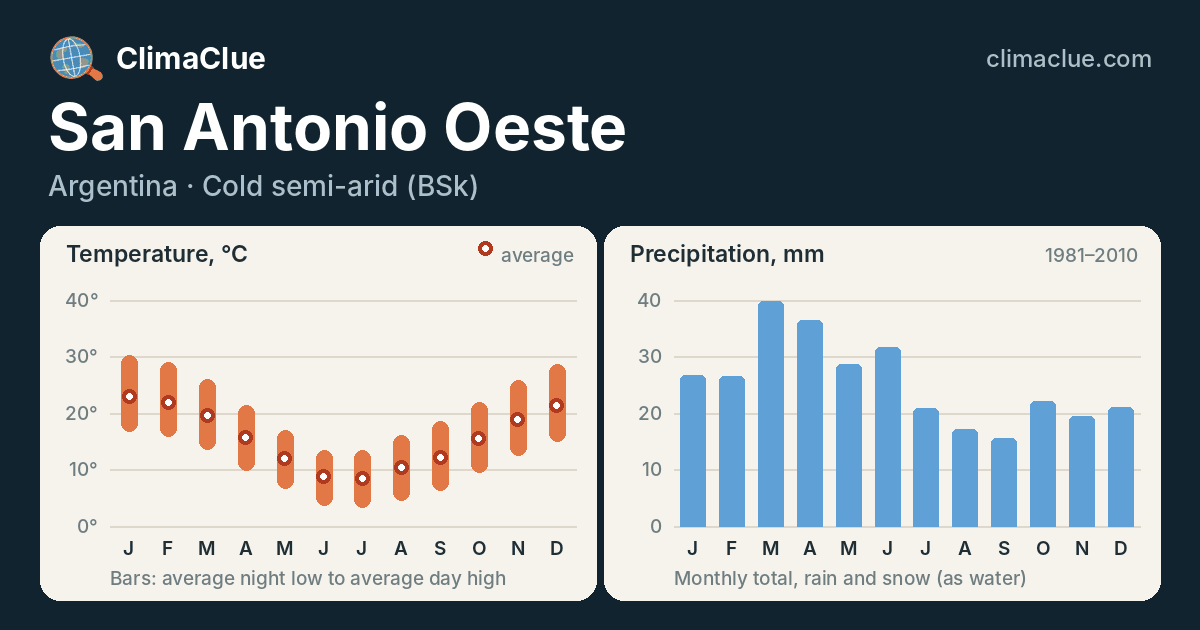 ClimaClue
climaclue.com
San Antonio Oeste
Argentina · Cold semi-arid (BSk)
Temperature, °C
average
40°
30°
20°
10°
0°
J F M A M J J A S O N D
Bars: average night low to average day high
Precipitation, mm
1981–2010
40
30
20
10
0
J F M A M J J A S O N D
Monthly total, rain and snow (as water)